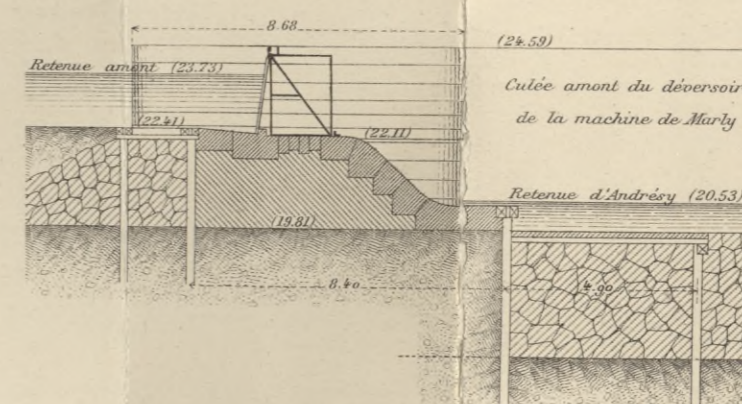 8.68
(24.59)
Retenue amont (23.73)
Culée amont du déversoir
de la machine de Marly
(22.41)
(22.11)
Retenue d'Andrésy (20.53)
(19.81)
8.40
4.90